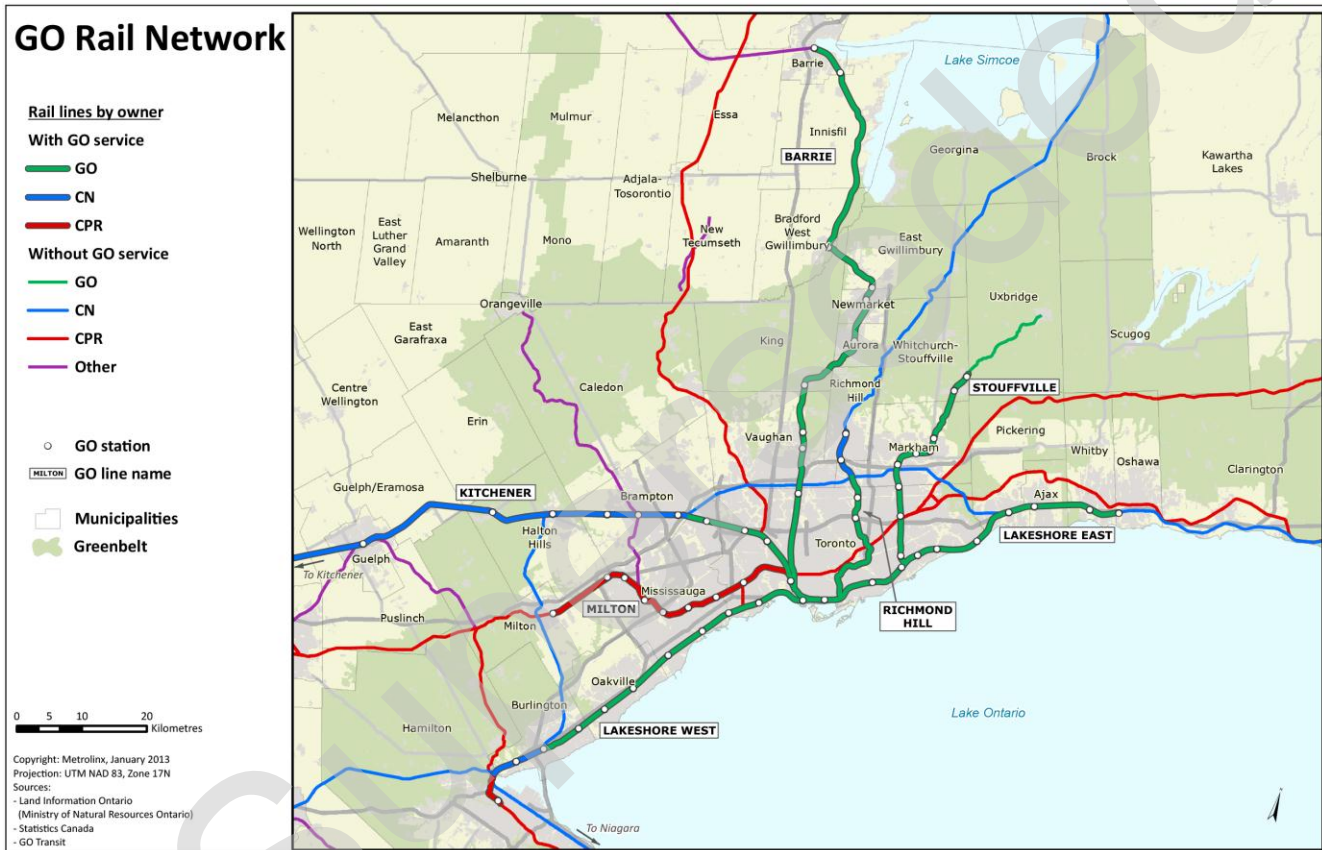 GO Rail Network
Rail lines by owner
With GO service
GO
CN
CPR
Without GO service
GO
CN
CPR
Other
GO station
MILTON GO line name
Municipalities
Greenbelt
0 5 10 20
Kilometres
Copyright: Metrolinx, January 2013
Projection: UTM NAD 83, Zone 17N
Sources:
- Land Information Ontario
(Ministry of Natural Resources Ontario)
- Statistics Canada
- GO Transit
Barrie
Lake Simcoe
Melancthon
Mulmur
Essa
Innisfil
BARRIE
Georgina
Brock
Kawartha
Lakes
Shelburne
Adjala-
Tosorontio
Wellington
North
East
Luther
Grand
Valley
Amaranth
Mono
New
Tecumseth
Bradford
West
Gwillimbury
East
Gwillimbury
Orangeville
Newmarket
Uxbridge
Scugog
East
Garafraxa
King
Aurora
Whitchurch-
Stouffville
Centre
Wellington
Caledon
Richmond
Hill
STOUFFVILLE
Erin
Vaughan
Markham
Pickering
Whitby
Oshawa
Clarington
Guelph/Eramosa
KITCHENER
Brampton
Ajax
Halton
Hills
Toronto
LAKESHORE EAST
Guelph
To Kitchener
Mississauga
MILTON
RICHMOND
HILL
Puslinch
Milton
Oakville
Burlington
Hamilton
LAKESHORE WEST
Lake Ontario
To Niagara